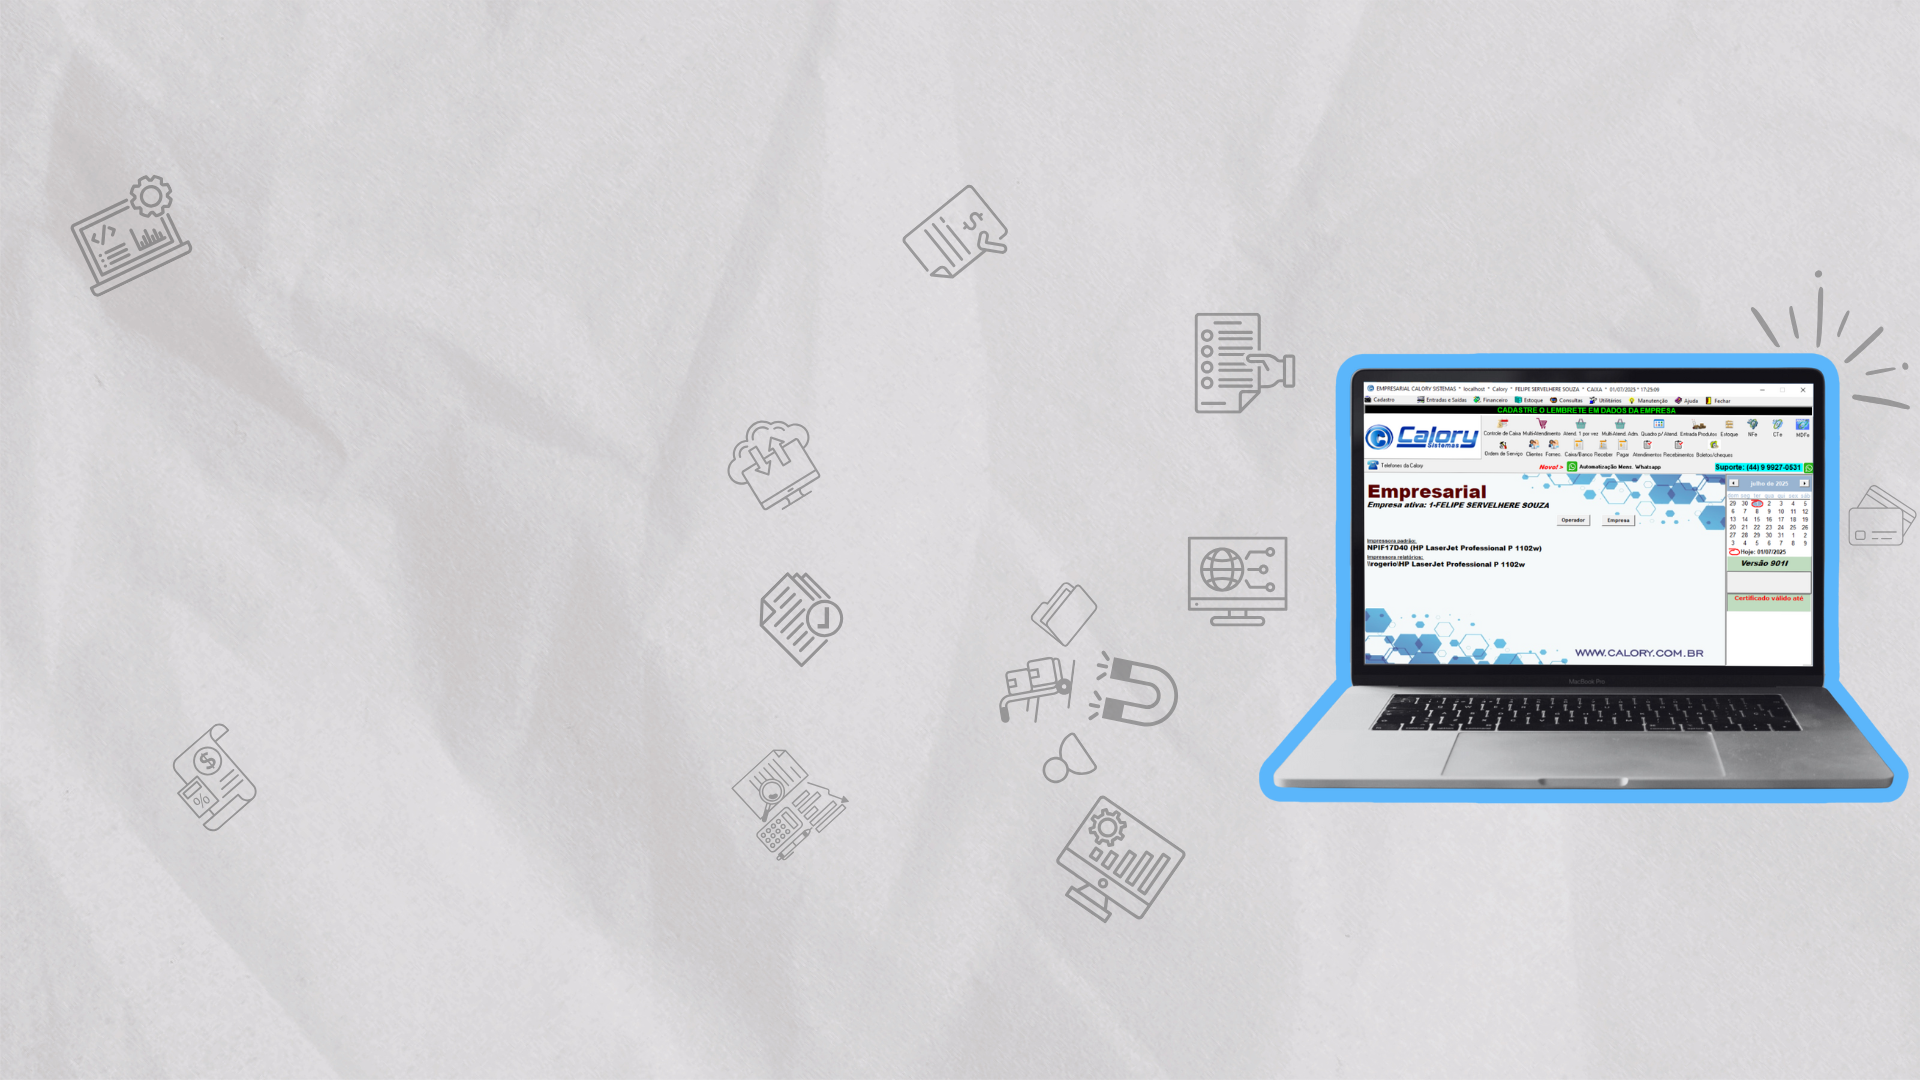 EMPRESARIAL CALORY SISTEMAS * localhost * Calory * FELIPE SERVELHERE SOUZA * CAIXA * 01/07/2025 * 17:25:09
Cadastro Entradas e Saídas Financeiro Estoque Consultas Utilitários Manutenção Ajuda Fechar
CADASTRE O LEMBRETE EM DADOS DA EMPRESA
Calory
Sistemas
Controle de Caixa Multi-Atendimento Atend. 1 por vez Multi-Atend. Adm. Quadro p/ Atend. Entrada Produtos Estoque NFe CTe MDFe
Ordem de Serviço Clientes Fornec. Caixa/Banco Receber Pagar Atendimentos Recebimentos Boletos/cheques
Telefones da Calory
Novo! > Automatização Mens. Whatsapp
Suporte: (44) 9 9927-0531
Empresarial
Empresa ativa: 1-FELIPE SERVELHERE SOUZA
Operador Empresa
Impressora padrão:
NPIF17D40 (HP LaserJet Professional P 1102w)
Impressora relatórios:
\\rogerio\HP LaserJet Professional P 1102w
WWW.CALORY.COM.BR
julho de 2025
dom seg ter qua qui sex sáb
29 30 1 2 3 4 5
6 7 8 9 10 11 12
13 14 15 16 17 18 19
20 21 22 23 24 25 26
27 28 29 30 31 1 2
3 4 5 6 7 8 9
Hoje: 01/07/2025
Versão 901I
Certificado válido até
MacBook Pro